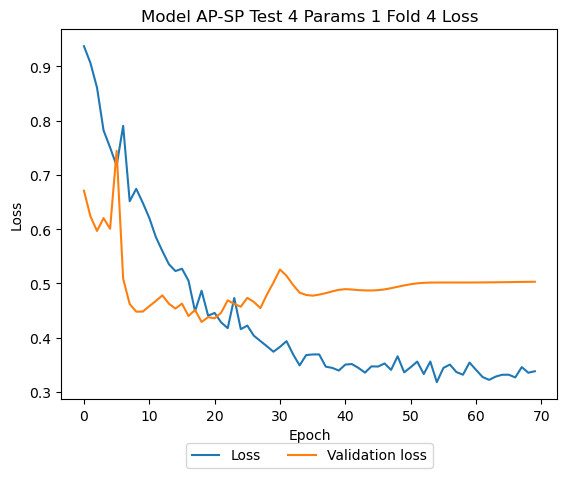 Model AP-SP Test 4 Params 1 Fold 4 Loss
0.9
0.8
0.7
0.6
0.5
0.4
0.3
Loss
0 10 20 30 40 50 60 70
Epoch
Loss Validation loss